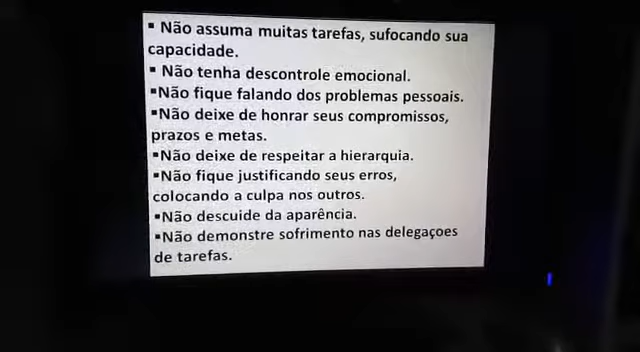 ▪ Não assuma muitas tarefas, sufocando sua
capacidade.
▪ Não tenha descontrole emocional.
▪Não fique falando dos problemas pessoais.
▪Não deixe de honrar seus compromissos,
prazos e metas.
▪Não deixe de respeitar a hierarquia.
▪Não fique justificando seus erros,
colocando a culpa nos outros.
▪Não descuide da aparência.
▪Não demonstre sofrimento nas delegaçoes
de tarefas.